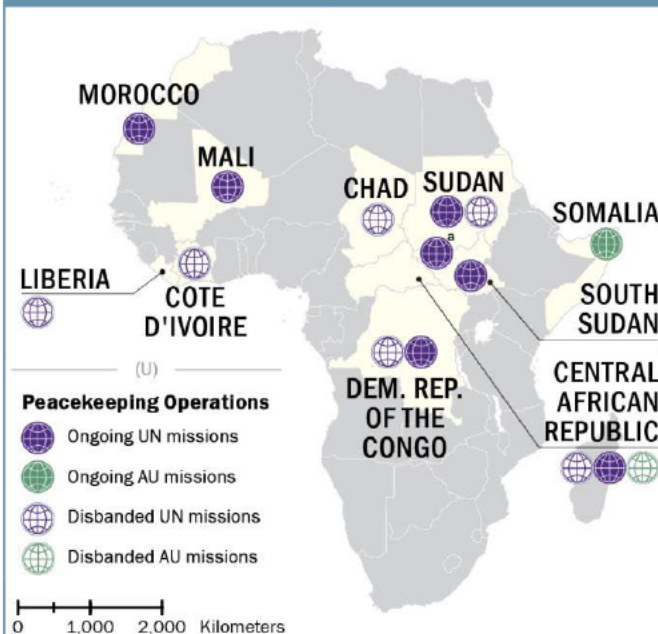 MOROCCO
MALI
CHAD
SUDAN
SOMALIA
a
LIBERIA
COTE
D'IVOIRE
SOUTH
SUDAN
DEM. REP.
OF THE
CONGO
CENTRAL
AFRICAN
REPUBLIC
(U)
Peacekeeping Operations
Ongoing UN missions
Ongoing AU missions
Disbanded UN missions
Disbanded AU missions
0 1,000 2,000 Kilometers